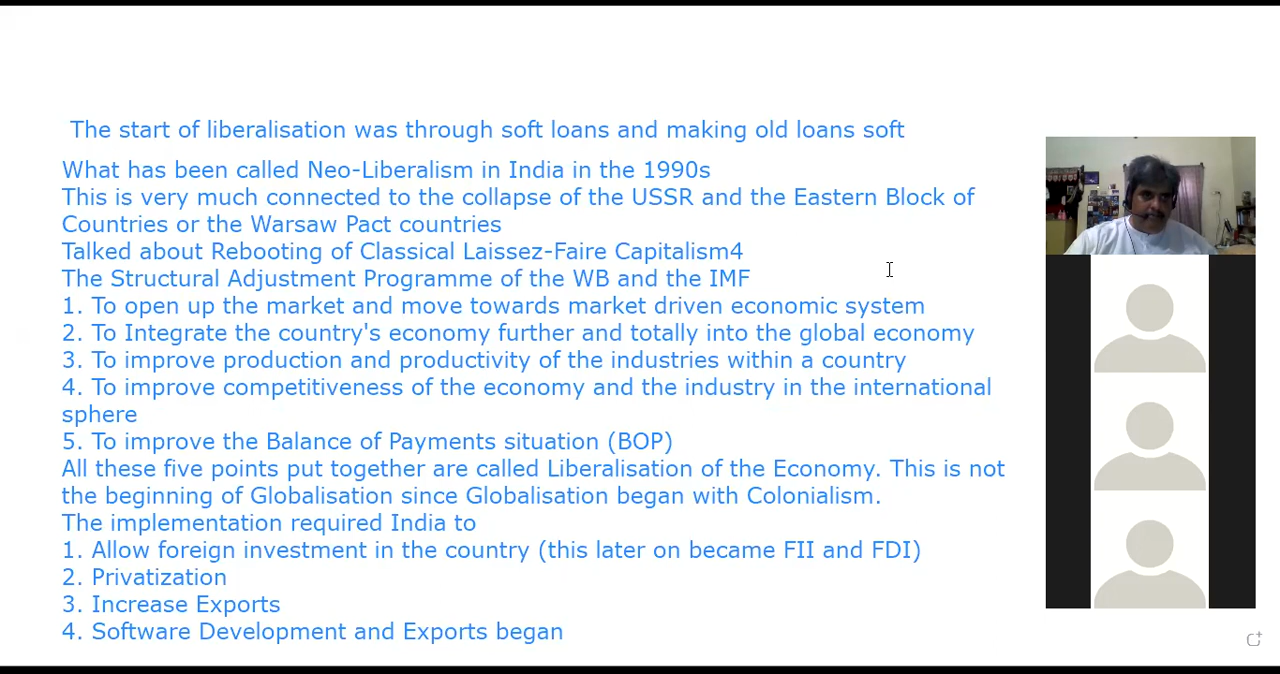 The start of liberalisation was through soft loans and making old loans soft
What has been called Neo-Liberalism in India in the 1990s
This is very much connected to the collapse of the USSR and the Eastern Block of
Countries or the Warsaw Pact countries
Talked about Rebooting of Classical Laissez-Faire Capitalism4
The Structural Adjustment Programme of the WB and the IMF
1. To open up the market and move towards market driven economic system
2. To Integrate the country's economy further and totally into the global economy
3. To improve production and productivity of the industries within a country
4. To improve competitiveness of the economy and the industry in the international
sphere
5. To improve the Balance of Payments situation (BOP)
All these five points put together are called Liberalisation of the Economy. This is not
the beginning of Globalisation since Globalisation began with Colonialism.
The implementation required India to
1. Allow foreign investment in the country (this later on became FII and FDI)
2. Privatization
3. Increase Exports
4. Software Development and Exports began